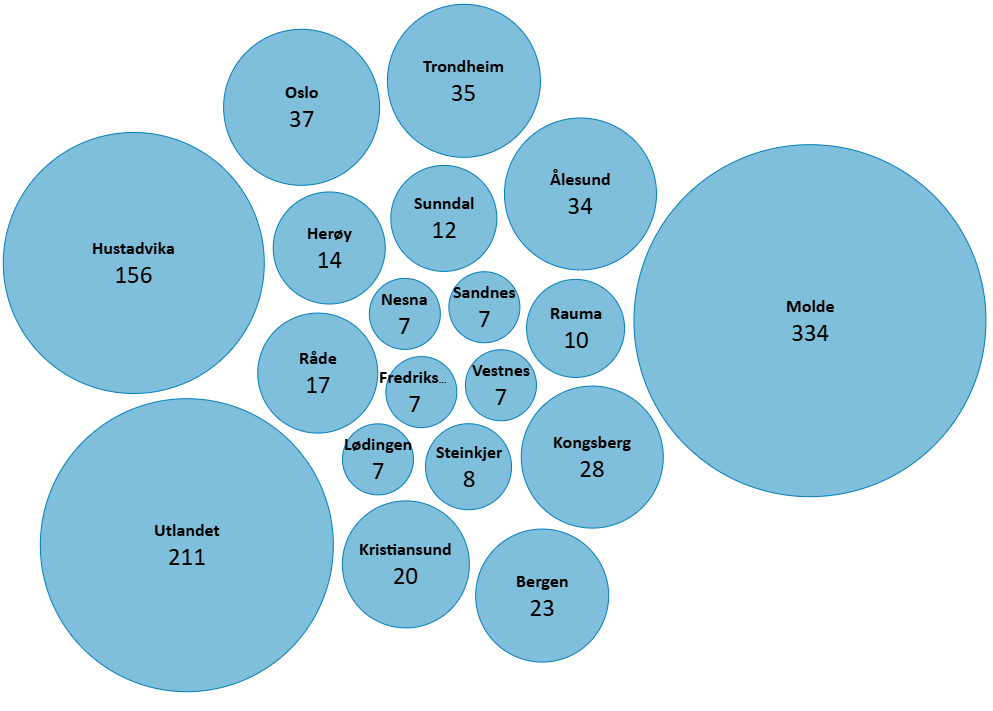 Trondheim
35
Oslo
37
Ålesund
34
Sunndal
12
Herøy
14
Hustadvika
156
Molde
334
Nesna
7
Sandnes
7
Rauma
10
Råde
17
Fredriks...
7
Vestnes
7
Lødingen
7
Steinkjer
8
Kongsberg
28
Utlandet
211
Kristiansund
20
Bergen
23